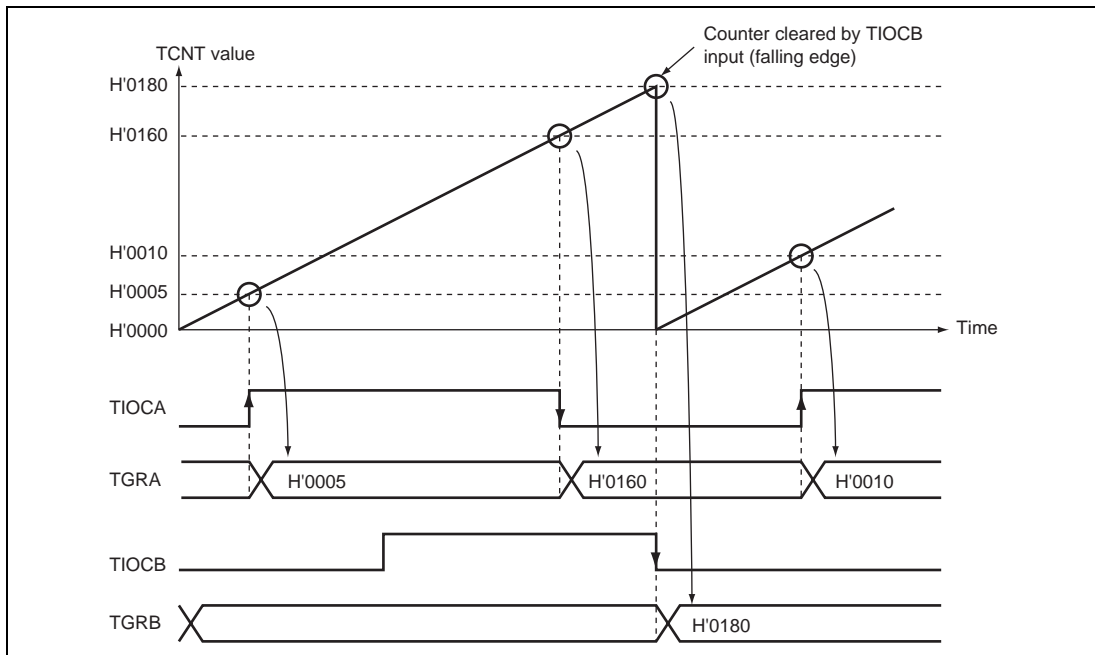 Counter cleared by TIOCB
input (falling edge)
TCNT value
H'0180
H'0160
H'0010
H'0005
H'0000
Time
TIOCA
TGRA
H'0005
H'0160
H'0010
TIOCB
TGRB
H'0180